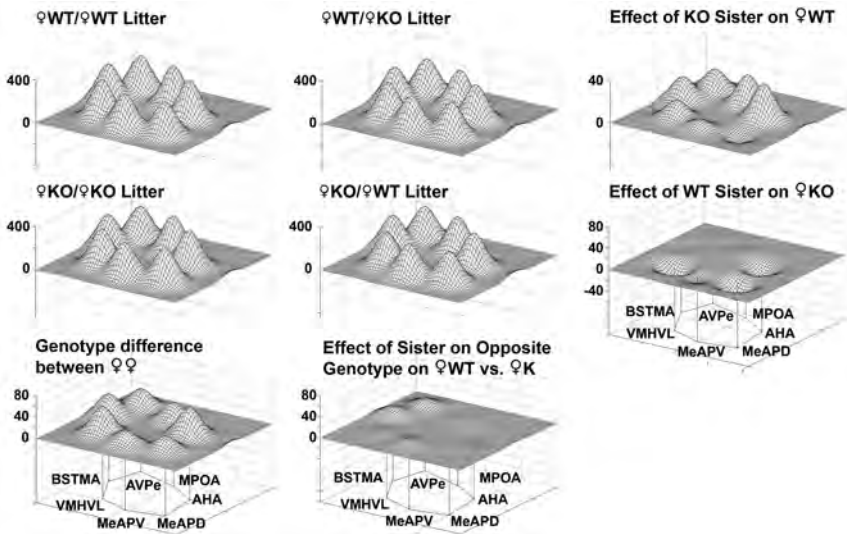 ♀WT/♀WT Litter
♀WT/♀KO Litter
Effect of KO Sister on ♀WT
400
0
400
0
40
0
♀KO/♀KO Litter
♀KO/♀WT Litter
Effect of WT Sister on ♀KO
400
0
400
0
80
40
0
-40
BSTMA
AVPe
MPOA
VMHVL
AHA
MeAPV
MeAPD
Genotype difference
between ♀♀
Effect of Sister on Opposite
Genotype on ♀WT vs. ♀K
80
40
0
80
40
0
BSTMA
AVPe
MPOA
VMHVL
AHA
MeAPV
MeAPD
BSTMA
AVPe
MPOA
VMHVL
AHA
MeAPV
MeAPD